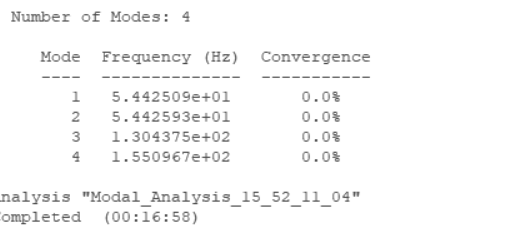 Number of Modes: 4
Mode Frequency (Hz) Convergence
---- -------------- -----------
1 5.442509e+01 0.0%
2 5.442593e+01 0.0%
3 1.304375e+02 0.0%
4 1.550967e+02 0.0%
nalysis "Modal_Analysis_15_52_11_04"
ompleted (00:16:58)